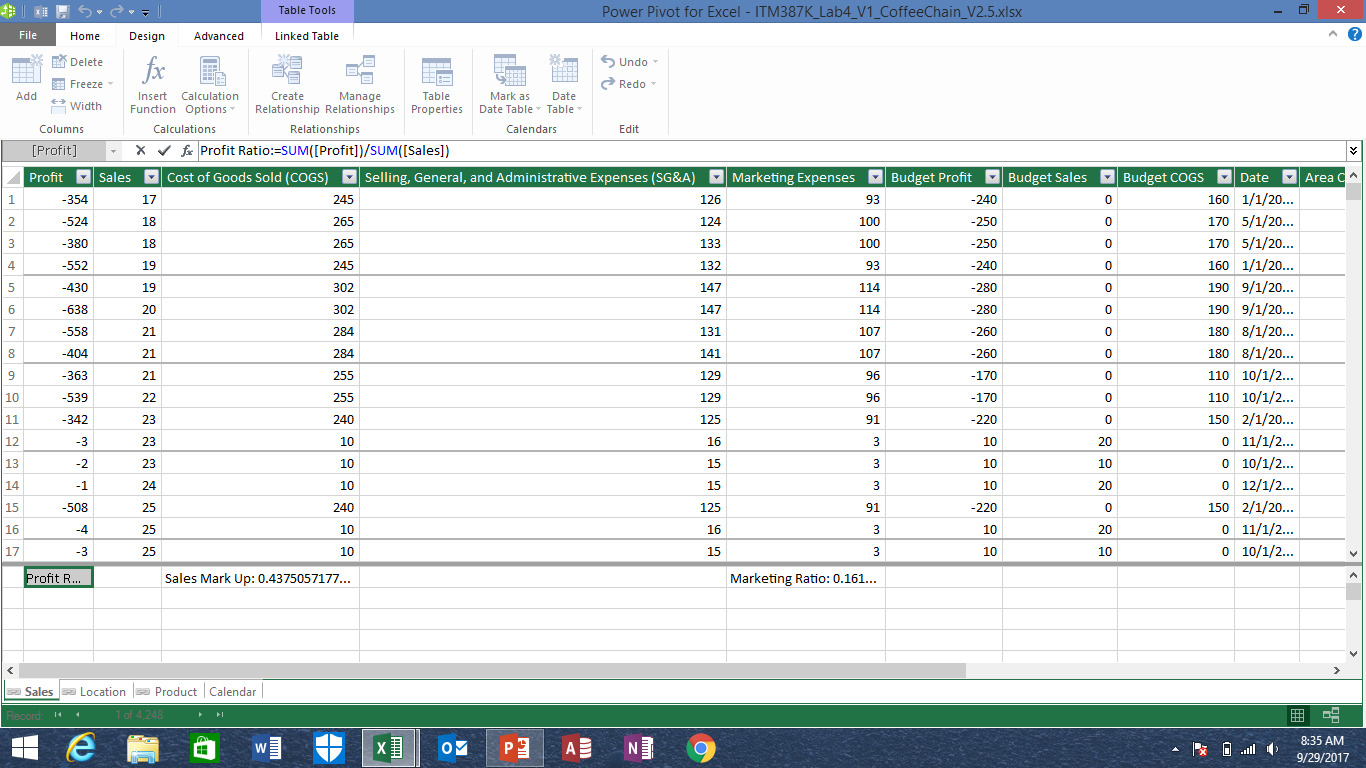 Table Tools
Power Pivot for Excel - ITM387K_Lab4_V1_CoffeeChain_V2.5.xlsx
File Home Design Advanced Linked Table
Add
Delete
Freeze
Width
Columns
Insert Function
Calculation Options
Calculations
Create Relationship
Manage Relationships
Relationships
Table Properties
Mark as Date Table
Date Table
Calendars
Undo
Redo
Edit
[Profit] fx Profit Ratio:=SUM([Profit])/SUM([Sales])
Profit Sales Cost of Goods Sold (COGS) Selling, General, and Administrative Expenses (SG&A) Marketing Expenses Budget Profit Budget Sales Budget COGS Date Area C
1 -354 17 245 126 93 -240 0 160 1/1/20...
2 -524 18 265 124 100 -250 0 170 5/1/20...
3 -380 18 265 133 100 -250 0 170 5/1/20...
4 -552 19 245 132 93 -240 0 160 1/1/20...
5 -430 19 302 147 114 -280 0 190 9/1/20...
6 -638 20 302 147 114 -280 0 190 9/1/20...
7 -558 21 284 131 107 -260 0 180 8/1/20...
8 -404 21 284 141 107 -260 0 180 8/1/20...
9 -363 21 255 129 96 -170 0 110 10/1/2...
10 -539 22 255 129 96 -170 0 110 10/1/2...
11 -342 23 240 125 91 -220 0 150 2/1/20...
12 -3 23 10 16 3 10 20 0 11/1/2...
13 -2 23 10 15 3 10 10 0 10/1/2...
14 -1 24 10 15 3 10 20 0 12/1/2...
15 -508 25 240 125 91 -220 0 150 2/1/20...
16 -4 25 10 16 3 10 20 0 11/1/2...
17 -3 25 10 15 3 10 10 0 10/1/2...
Profit R... Sales Mark Up: 0.4375057177... Marketing Ratio: 0.161...
Sales Location Product Calendar
Record: 1 of 4,248
8:35 AM
9/29/2017